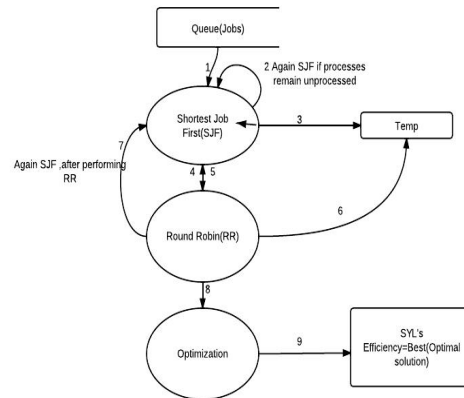 Queue(Jobs)
1
2 Again SJF if processes
remain unprocessed
Shortest Job
First(SJF)
3
Temp
7
Again SJF ,after performing
RR
4
5
6
Round Robin(RR)
8
Optimization
9
SYL's
Efficiency=Best(Optimal
solution)